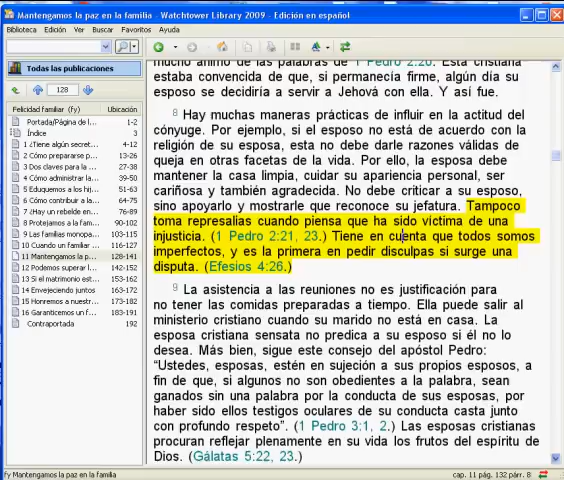 Mantengamos la paz en la familia - Watchtower Library 2009 - Edición en español
Biblioteca Edición Ver Buscar Favoritos Ayuda
Todas las publicaciones
128
Felicidad familiar (fy) Ubicación
Portada/Página de l... 1-2
Índice 3
1 ¿Tiene algún secret... 4-12
2 Cómo prepararse p... 13-26
3 Dos claves para la ... 27-38
4 Cómo administrar la... 39-50
5 Eduquemos a los hij... 51-63
6 Cómo contribuir a la... 64-75
7 ¿Hay un rebelde en... 76-89
8 Protejamos a la fam... 90-102
9 Las familias monopa... 103-115
10 Cuando un familiar ... 116-127
11 Mantengamos la p... 128-141
12 Podemos superar l... 142-152
13 Si el matrimonio est... 153-162
14 Envejeciendo juntos 163-172
15 Honremos a nuestr... 173-182
16 Garanticemos un f... 183-191
Contraportada 192
mucho ánimo de las palabras de 1 Pedro 2:20. Esta cristiana
estaba convencida de que, si permanecía firme, algún día su
esposo se decidiría a servir a Jehová con ella. Y así fue.
8 Hay muchas maneras prácticas de influir en la actitud del
cónyuge. Por ejemplo, si el esposo no está de acuerdo con la
religión de su esposa, esta no debe darle razones válidas de
queja en otras facetas de la vida. Por ello, la esposa debe
mantener la casa limpia, cuidar su apariencia personal, ser
cariñosa y también agradecida. No debe criticar a su esposo,
sino apoyarlo y mostrarle que reconoce su jefatura. Tampoco
toma represalias cuando piensa que ha sido víctima de una
injusticia. (1 Pedro 2:21, 23.) Tiene en cuenta que todos somos
imperfectos, y es la primera en pedir disculpas si surge una
disputa. (Efesios 4:26.)
9 La asistencia a las reuniones no es justificación para
no tener las comidas preparadas a tiempo. Ella puede salir al
ministerio cristiano cuando su marido no está en casa. La
esposa cristiana sensata no predica a su esposo si él no lo
desea. Más bien, sigue este consejo del apóstol Pedro:
“Ustedes, esposas, estén en sujeción a sus propios esposos, a
fin de que, si algunos no son obedientes a la palabra, sean
ganados sin una palabra por la conducta de sus esposas, por
haber sido ellos testigos oculares de su conducta casta junto
con profundo respeto”. (1 Pedro 3:1, 2.) Las esposas cristianas
procuran reflejar plenamente en su vida los frutos del espíritu de
Dios. (Gálatas 5:22, 23.)
fy Mantengamos la paz en la familia cap. 11 pág. 132 párr. 8